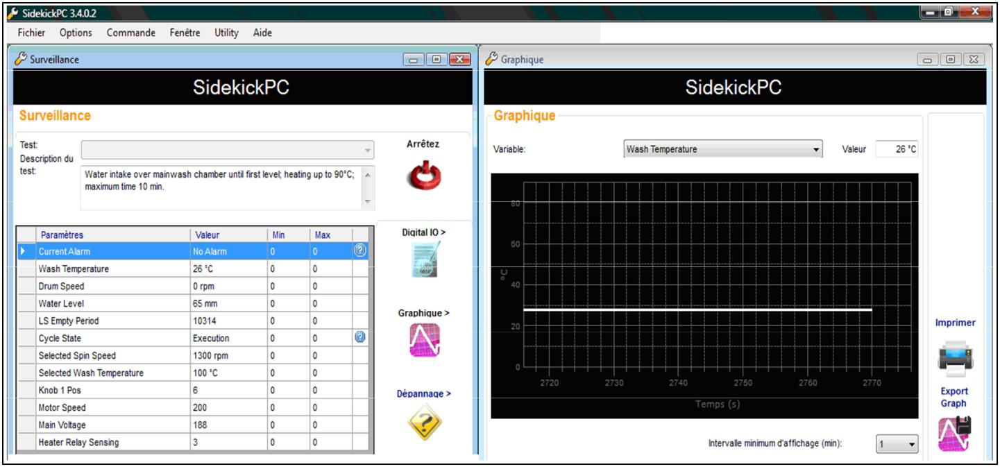 SidekickPC 3.4.0.2
Fichier Options Commande Fenêtre Utility Aide
Surveillance
SidekickPC
Surveillance
Test:
Description du
test:
Water intake over mainwash chamber until first level; heating up to 90°C;
maximum time 10 min.
Arrêtez
Paramètres Valeur Min Max
Current Alarm No Alarm 0 0
Wash Temperature 26 °C 0 0
Drum Speed 0 rpm 0 0
Water Level 65 mm 0 0
LS Empty Period 10314 0 0
Cycle State Execution 0 0
Selected Spin Speed 1300 rpm 0 0
Selected Wash Temperature 100 °C 0 0
Knob 1 Pos 6 0 0
Motor Speed 200 0 0
Main Voltage 188 0 0
Heater Relay Sensing 3 0 0
Digital IO >
Graphique >
Dépannage >
Graphique
SidekickPC
Graphique
Variable: Wash Temperature Valeur 26 °C
80
60
40
20
0
°C
2720 2730 2740 2750 2760 2770
Temps (s)
Intervalle minimum d'affichage (min): 1
Imprimer
Export
Graph